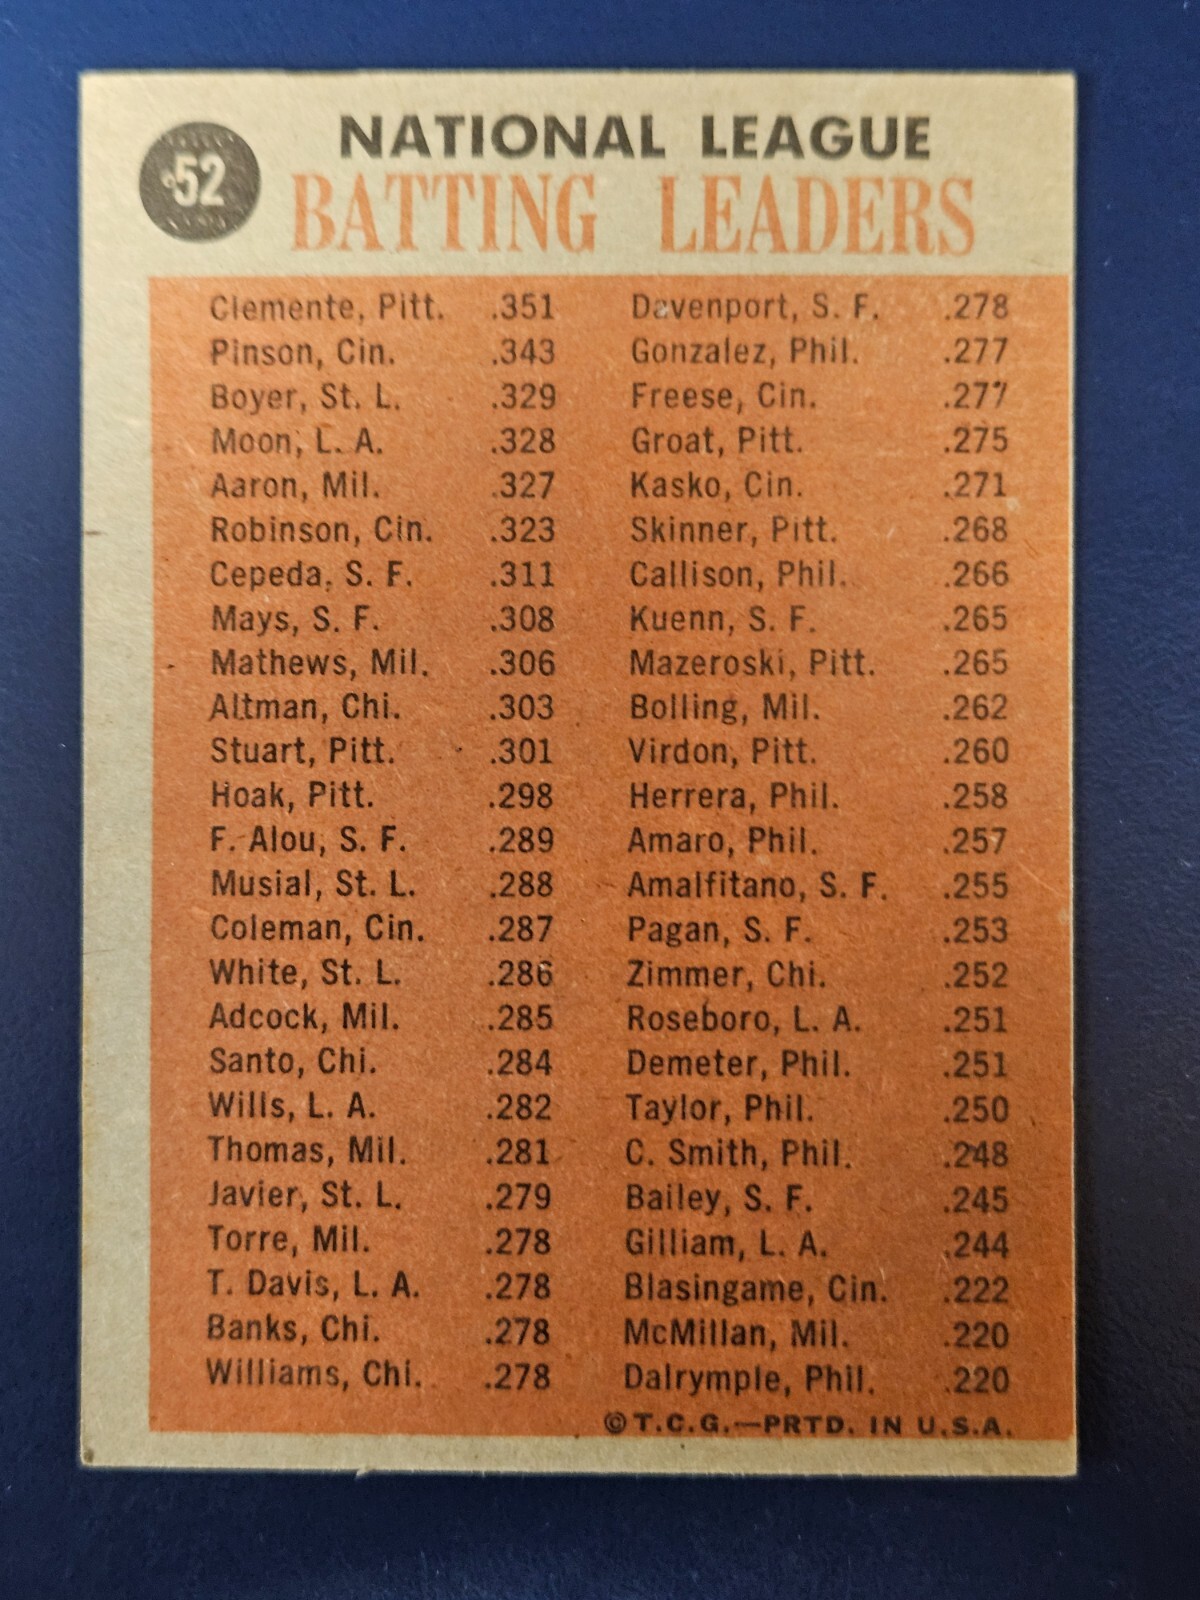 52
NATIONAL LEAGUE
BATTING LEADERS
Clemente, Pitt. .351
Pinson, Cin. .343
Boyer, St. L. .329
Moon, L. A. .328
Aaron, Mil. .327
Robinson, Cin. .323
Cepeda, S. F. .311
Mays, S. F. .308
Mathews, Mil. .306
Altman, Chi. .303
Stuart, Pitt. .301
Hoak, Pitt. .298
F. Alou, S. F. .289
Musial, St. L. .288
Coleman, Cin. .287
White, St. L. .286
Adcock, Mil. .285
Santo, Chi. .284
Wills, L. A. .282
Thomas, Mil. .281
Javier, St. L. .279
Torre, Mil. .278
T. Davis, L. A. .278
Banks, Chi. .278
Williams, Chi. .278
Davenport, S. F. .278
Gonzalez, Phil. .277
Freese, Cin. .277
Groat, Pitt. .275
Kasko, Cin. .271
Skinner, Pitt. .268
Callison, Phil. .266
Kuenn, S. F. .265
Mazeroski, Pitt. .265
Bolling, Mil. .262
Virdon, Pitt. .260
Herrera, Phil. .258
Amaro, Phil. .257
Amalfitano, S. F. .255
Pagan, S. F. .253
Zimmer, Chi. .252
Roseboro, L. A. .251
Demeter, Phil. .251
Taylor, Phil. .250
C. Smith, Phil. .248
Bailey, S. F. .245
Gilliam, L. A. .244
Blasingame, Cin. .222
McMillan, Mil. .220
Dalrymple, Phil. .220
© T.C.G.—PRTD. IN U.S.A.